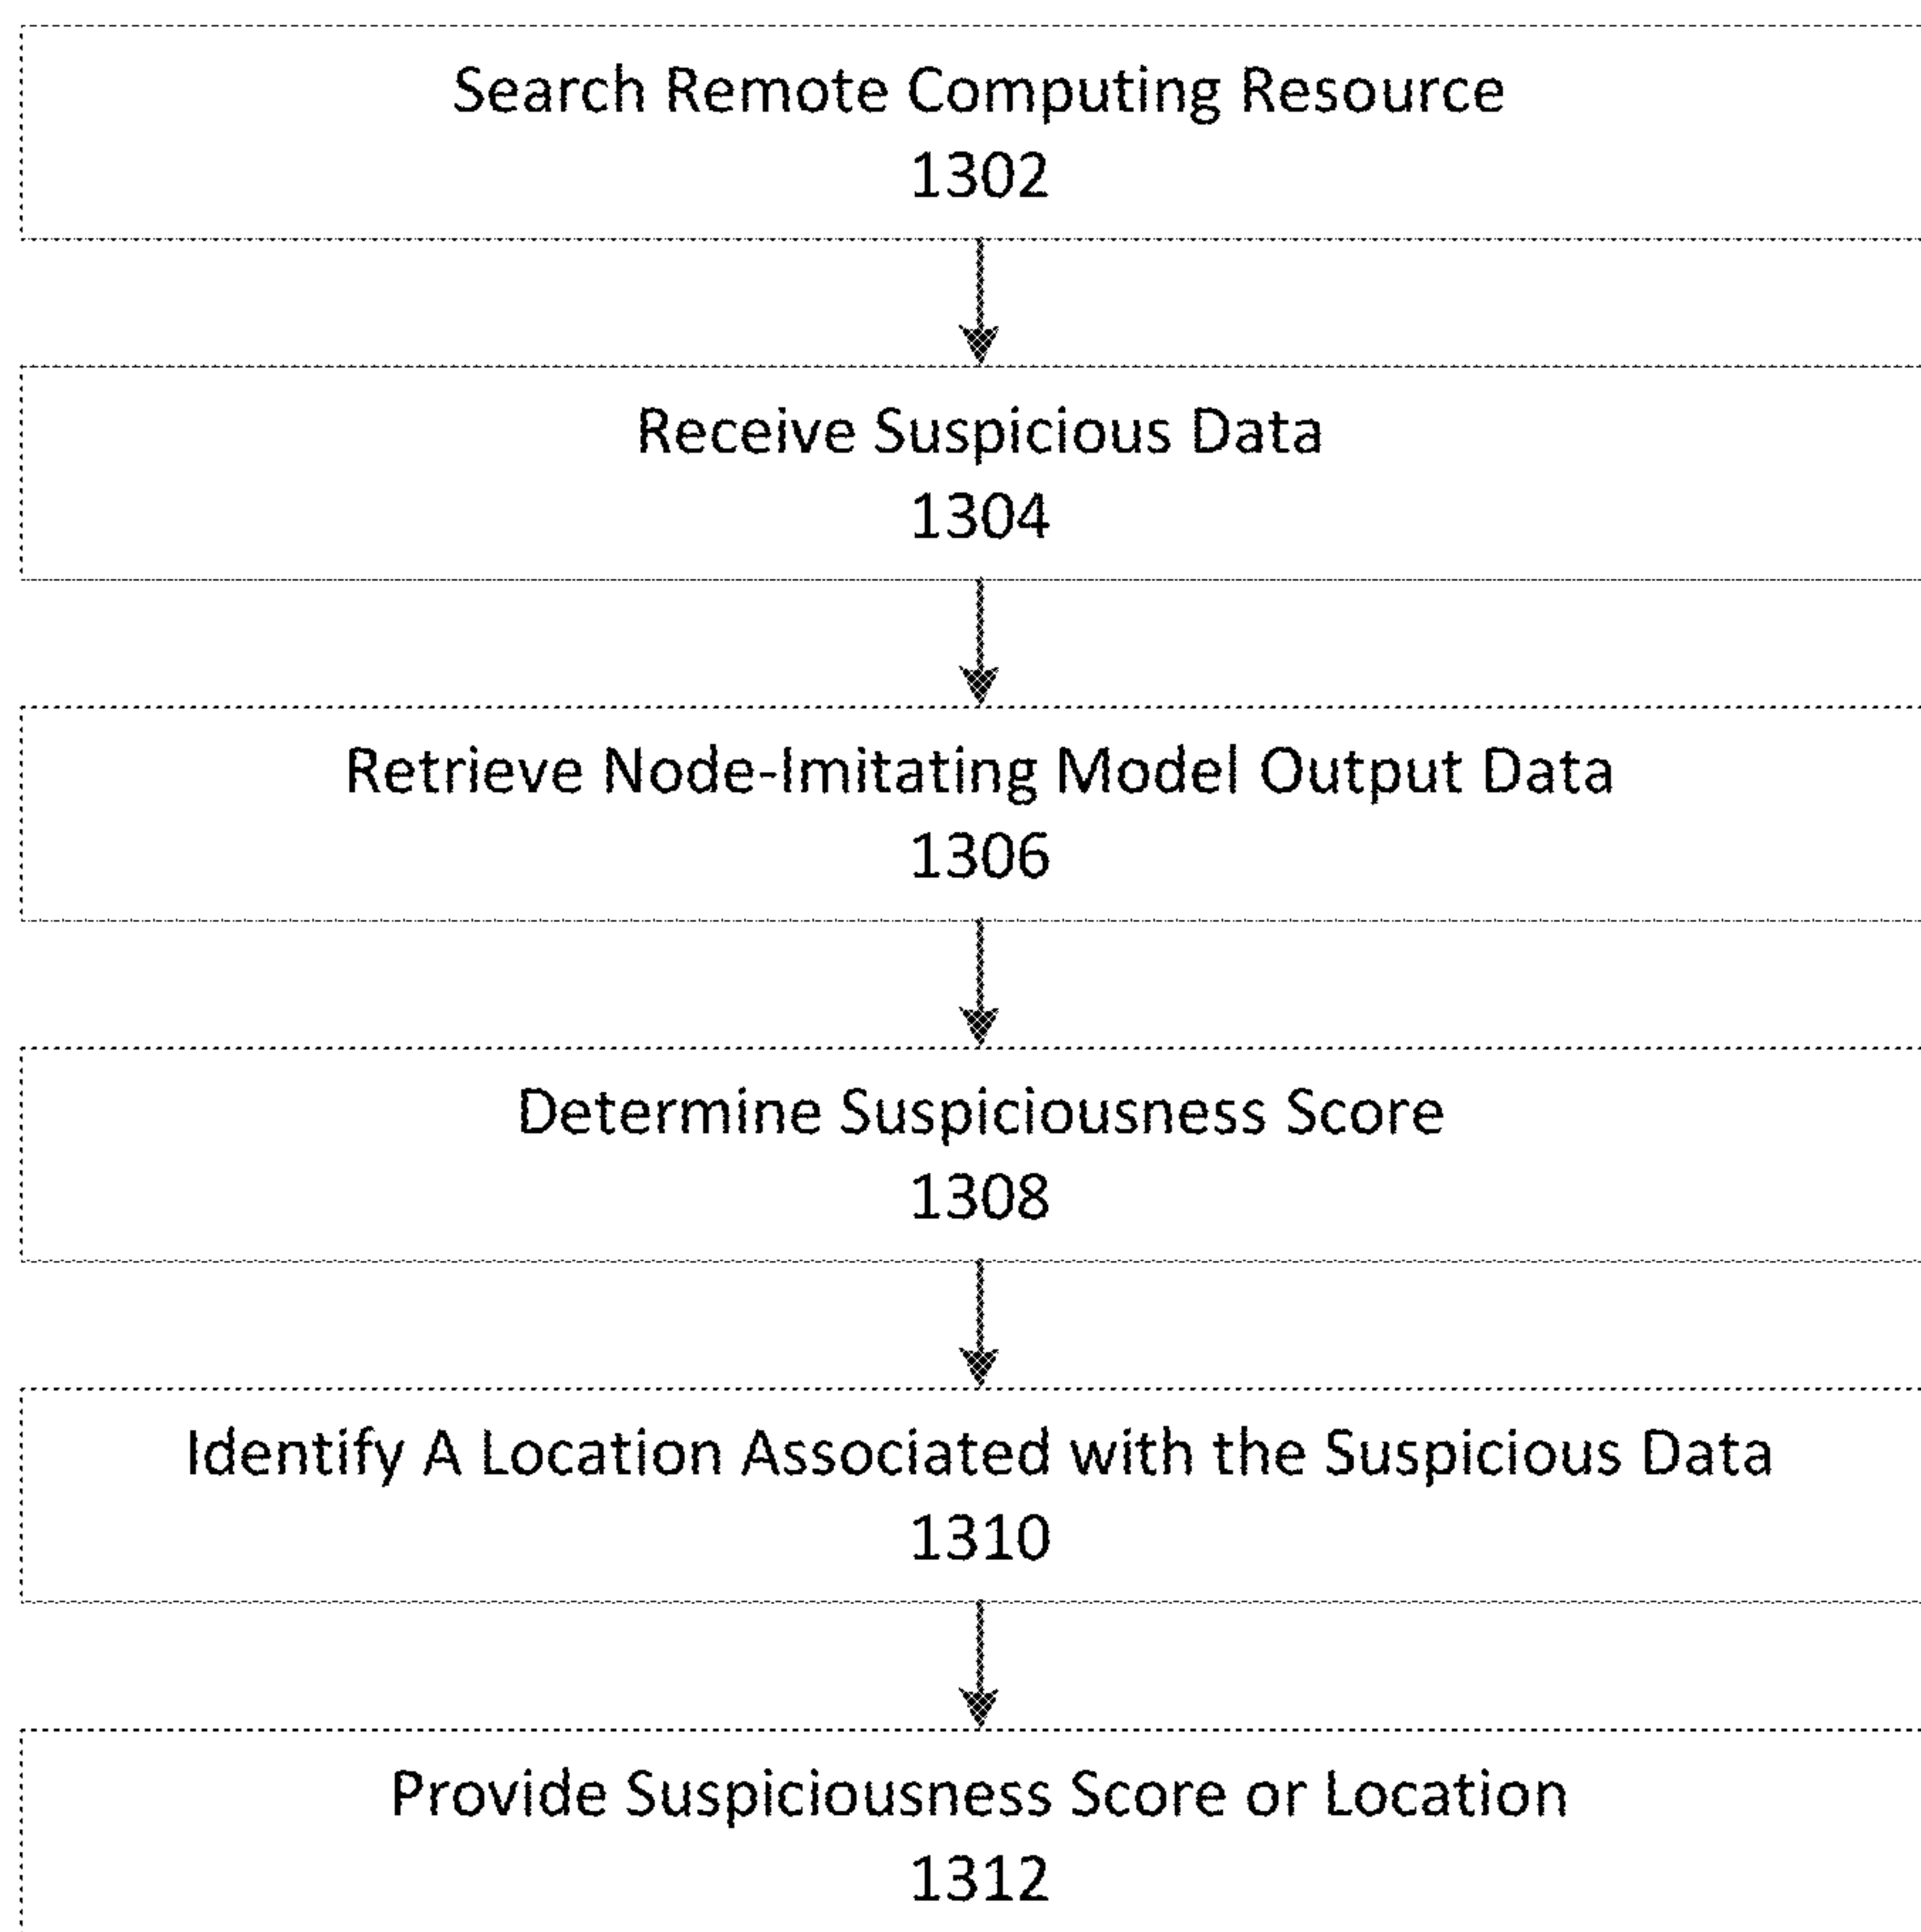 Search Remote Computing Resource
1302
Receive Suspicious Data
1304
Retrieve Node-Imitating Model Output Data
1306
Determine Suspiciousness Score
1308
Identify A Location Associated with the Suspicious Data
1310
Provide Suspiciousness Score or Location
1312